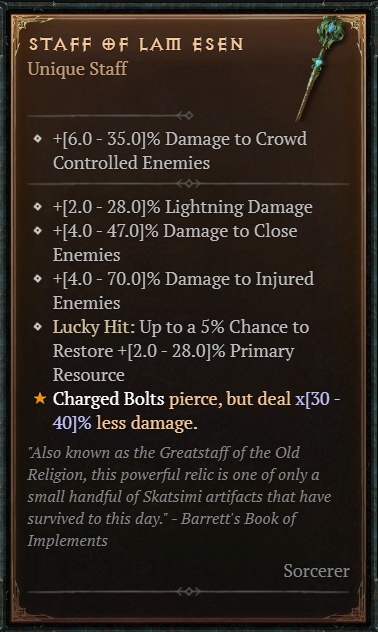 STAFF OF LAM ESEN
Unique Staff
+[6.0 - 35.0]% Damage to Crowd
Controlled Enemies
+[2.0 - 28.0]% Lightning Damage
+[4.0 - 47.0]% Damage to Close
Enemies
+[4.0 - 70.0]% Damage to Injured
Enemies
Lucky Hit: Up to a 5% Chance to
Restore +[2.0 - 28.0]% Primary
Resource
Charged Bolts pierce, but deal x[30 -
40]% less damage.
"Also known as the Greatstaff of the Old
Religion, this powerful relic is one of only a
small handful of Skatsimi artifacts that have
survived to this day." - Barrett's Book of
Implements
Sorcerer